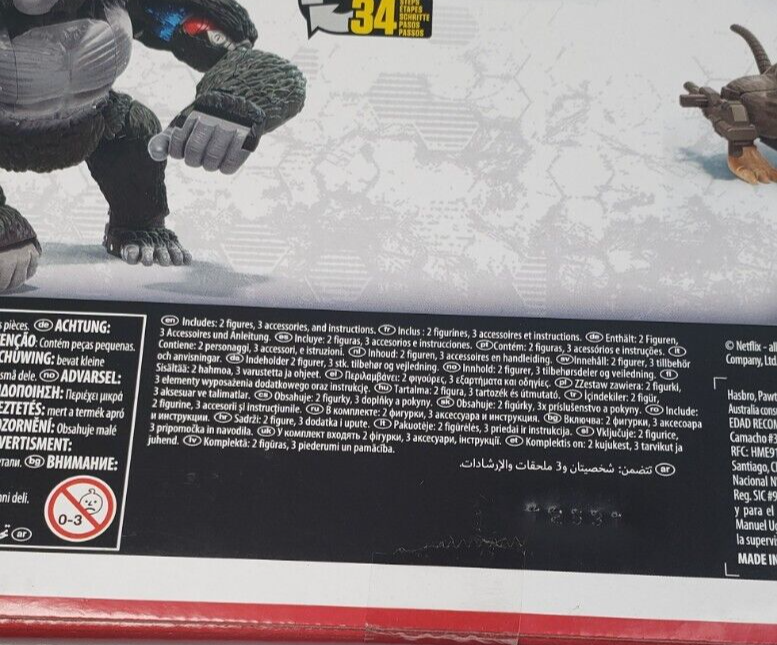 34
STEPS
ÉTAPES
SCHRITTE
PASOS
PASSOS
pièces. de ACHTUNG:
ENÇÃO: Contém peças pequenas.
bevat kleine
små dele. no ADVARSEL:
ΔΟΠΟΙΗΣΗ: Περιέχει μικρά
EZTETÉS: mert a termék apró
OZORNĚNÍ: Obsahuje malé
VERTISMENT:
bg ВНИМАНИЕ:
0-3
ar
en Includes: 2 figures, 3 accessories, and instructions. fr Inclus : 2 figurines, 3 accessoires et instructions. de Enthält: 2 Figuren,
3 Accessoires und Anleitung. es Incluye: 2 figuras, 3 accesorios e instrucciones. pt Contém: 2 figuras, 3 acessórios e instruções. it
Contiene: 2 personaggi, 3 accessori, e istruzioni. nl Inhoud: 2 figuren, 3 accessoires en handleiding. sv Innehåll: 2 figurer, 3 tillbehör
och anvisningar. da Indeholder 2 figurer, 3 stk. tilbehør og vejledning. no Innhold: 2 figurer, 3 tilbehørsdeler og veiledning. fi
Sisältää: 2 hahmoa, 3 varustetta ja ohjeet. el Περιλαμβάνει: 2 φιγούρες, 3 εξαρτήματα και οδηγίες. pl ZZestaw zawiera: 2 figurki,
3 elementy wyposażenia dodatkowego oraz instrukcje. hu Tartalma: 2 figura, 3 tartozék és útmutató. tr İçindekiler: 2 figür,
3 aksesuar ve talimatlar. cs Obsahuje: 2 figurky, 3 doplňky a pokyny. sk Obsahuje: 2 figúrky, 3x príslušenstvo a pokyny. ro Include:
2 figurine, 3 accesorii și instrucțiunile. ru В комплекте: 2 фигурки, 3 аксессуара и инструкция. bg Включва: 2 фигурки, 3 аксесоара
и инструкции. hr Sadrži: 2 figure, 3 dodatka i upute. lt Pakuotėje: 2 figūrėlės, 3 priedai ir instrukcija. sl Vključuje: 2 figurice,
3 pripomočka in navodila. uk У комплект входять 2 фігурки, 3 аксесуари, інструкції. et Komplektis on: 2 kujukest, 3 tarvikut ja
juhend. lv Komplektā: 2 figūras, 3 piederumi un pamācība.
ar تتضمن: شخصيتان و3 ملحقات والإرشادات.
© Netflix - all
Company, Ltd.
Hasbro, Pawt
Australia cons
EDAD RECOM
Camacho #3
RFC: HME91
Santiago, C
Nacional N
Reg. SIC #9
y para el
Manuel U
la supervis
MADE IN